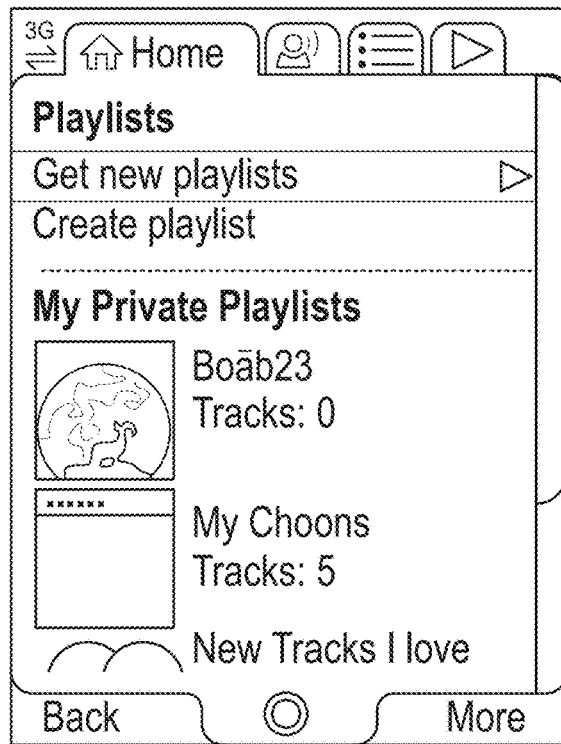 3G
Home
Playlists
Get new playlists
Create playlist
My Private Playlists
Boāb23
Tracks: 0
My Choons
Tracks: 5
New Tracks I love
Back
More